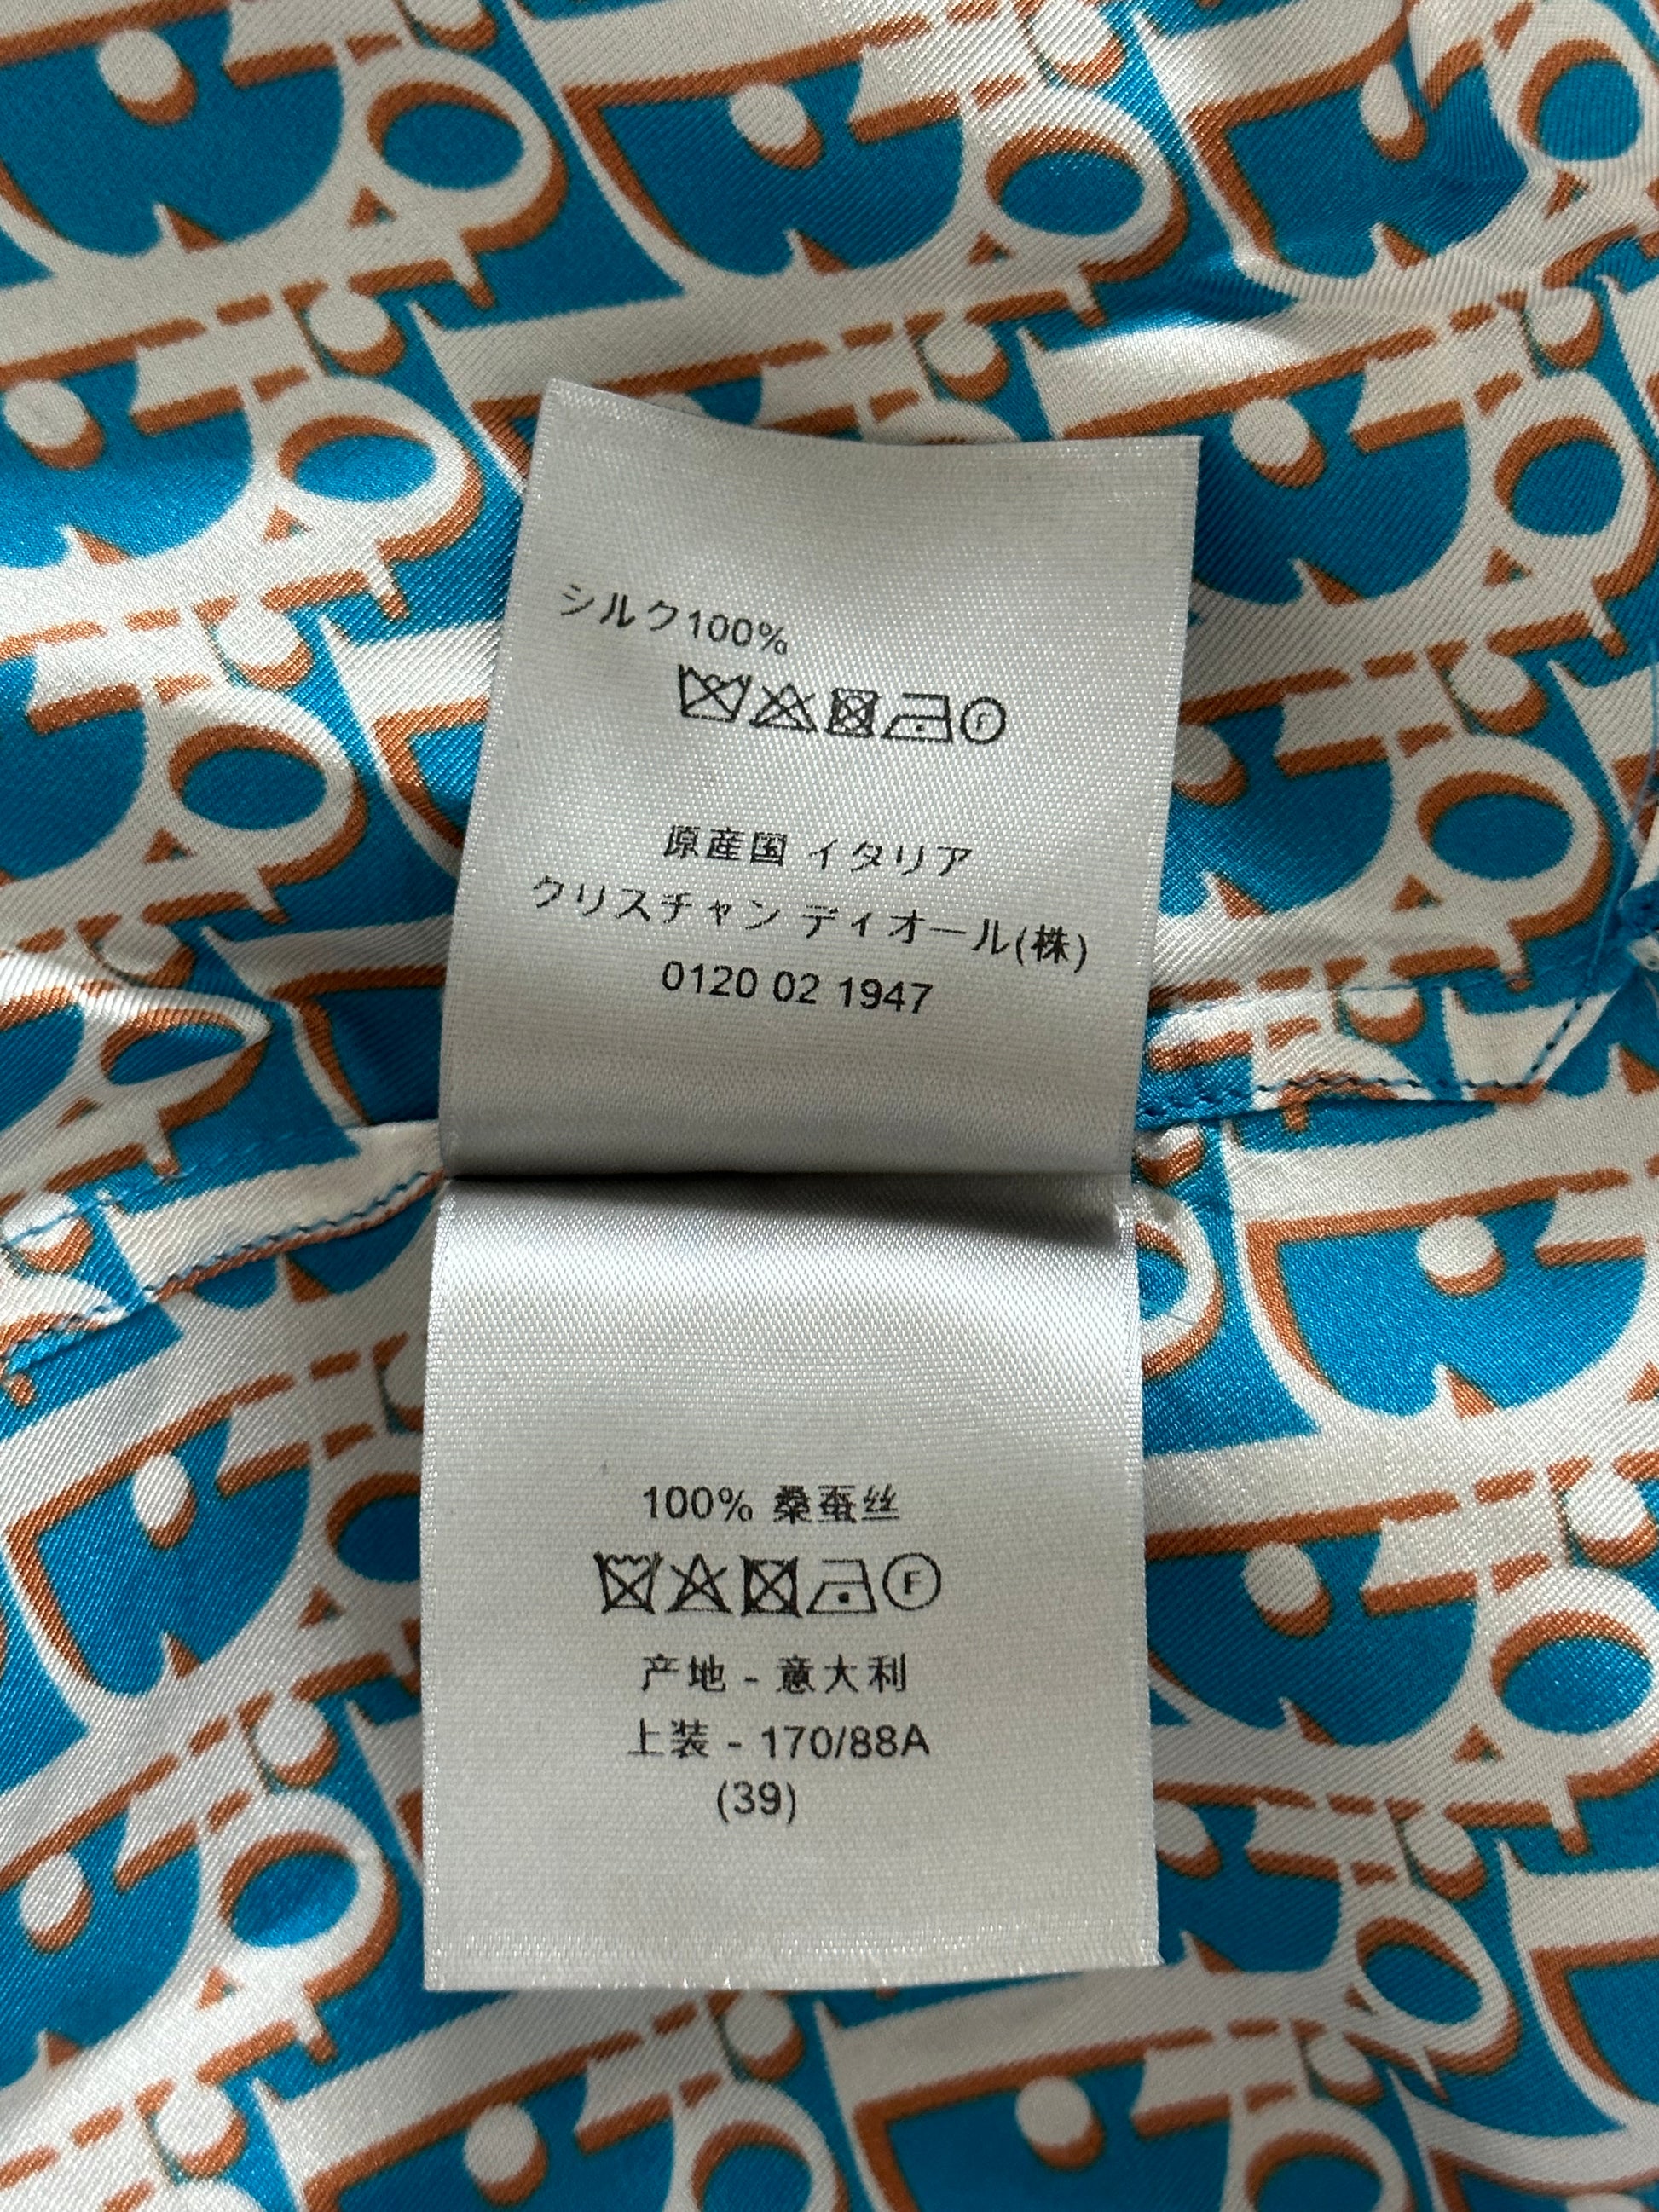 シルク100%
F
原産国 イタリア
クリスチャン ディオール(株)
0120 02 1947
100% 桑蚕丝
F
产地 - 意大利
上装 - 170/88A
(39)